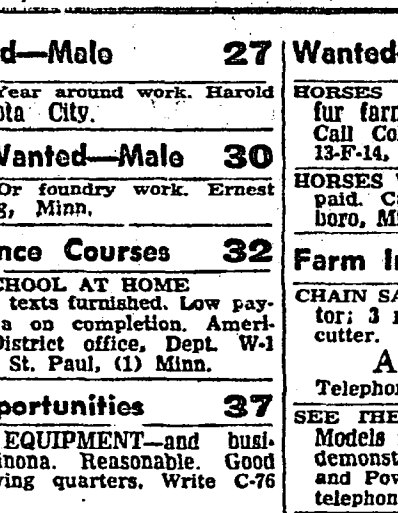 d—Male 27
Year around work. Harold
ota City.
Wanted—Male 30
Or foundry work. Ernest
g, Minn.
nce Courses 32
CHOOL AT HOME
texts furnished. Low pay-
a on completion. Ameri-
District office, Dept. W-1
St. Paul, (1) Minn.
portunities 37
EQUIPMENT—and busi-
inona. Reasonable. Good
ving quarters. Write C-76
Wanted
HORSES
fur farm
Call Co
13-F-14,
HORSES
paid. C
boro, Mi
Farm I
CHAIN SA
tor; 3
cutter.
A
Telephon
SEE THE
Models
demonst
and Pow
telephon